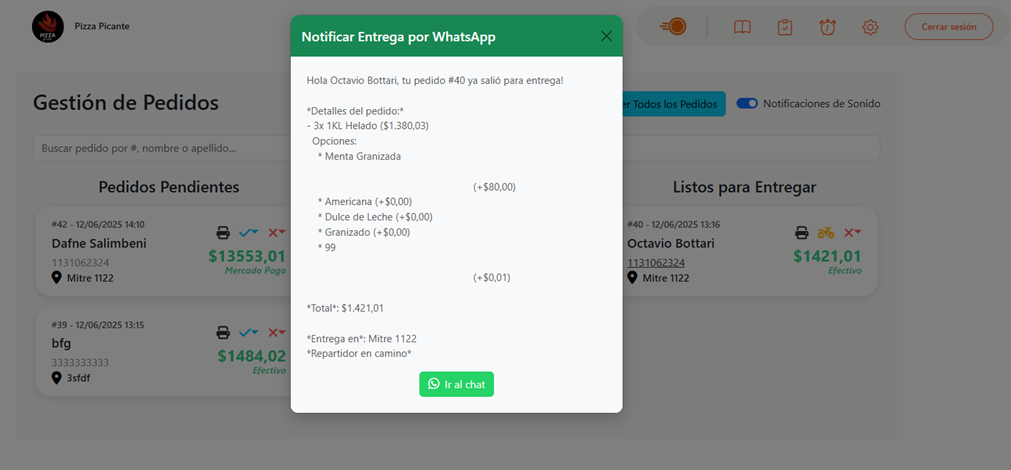 PIZZA
Pizza Picante
Cerrar sesión
Gestión de Pedidos
er Todos los Pedidos
Notificaciones de Sonido
Buscar pedido por #, nombre o apellido...
Pedidos Pendientes
#42 - 12/06/2025 14:10
Dafne Salimbeni
1131062324
Mitre 1122
$13553,01
Mercado Pago
#39 - 12/06/2025 13:15
bfg
3333333333
3sfdf
$1484,02
Efectivo
Notificar Entrega por WhatsApp
Hola Octavio Bottari, tu pedido #40 ya salió para entrega!
*Detalles del pedido:*
- 3x 1KL Helado ($1.380,03)
Opciones:
* Menta Granizada
(+$80,00)
* Americana (+$0,00)
* Dulce de Leche (+$0,00)
* Granizado (+$0,00)
* 99
(+$0,01)
*Total*: $1.421,01
*Entrega en*: Mitre 1122
*Repartidor en camino*
Ir al chat
Listos para Entregar
#40 - 12/06/2025 13:16
Octavio Bottari
1131062324
Mitre 1122
$1421,01
Efectivo